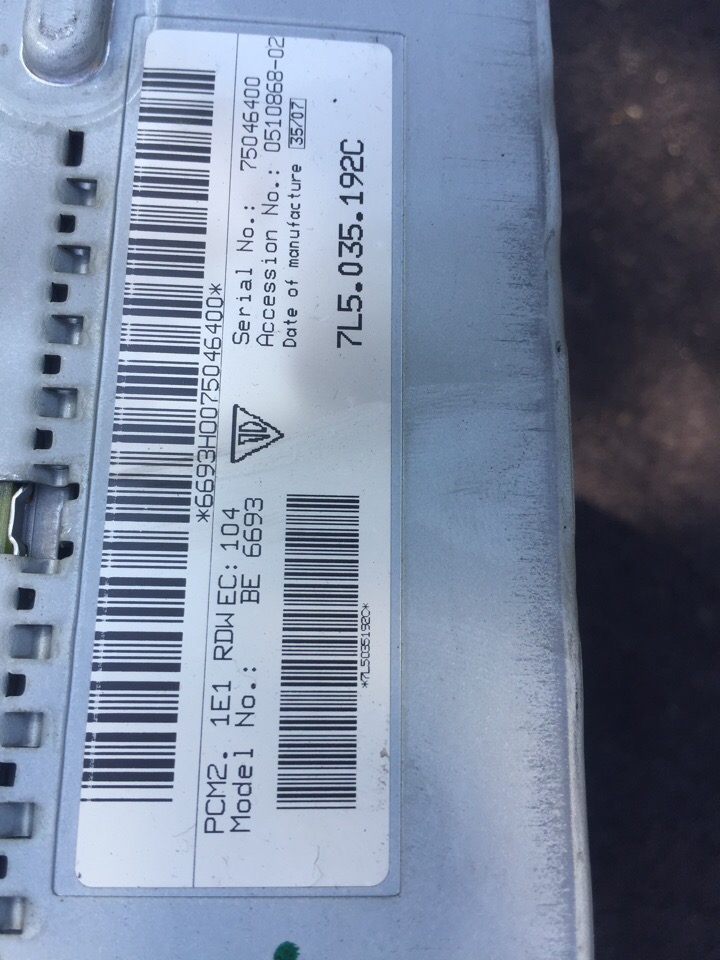 *6693H0075046400*
PCM2. 1E1 RDW EC: 104
Model No.: BE 6693
Serial No.: 75046400
Accession No.: 0510868-02
Date of manufacture 35/07
7L5.035.192C
*7L5035192C*